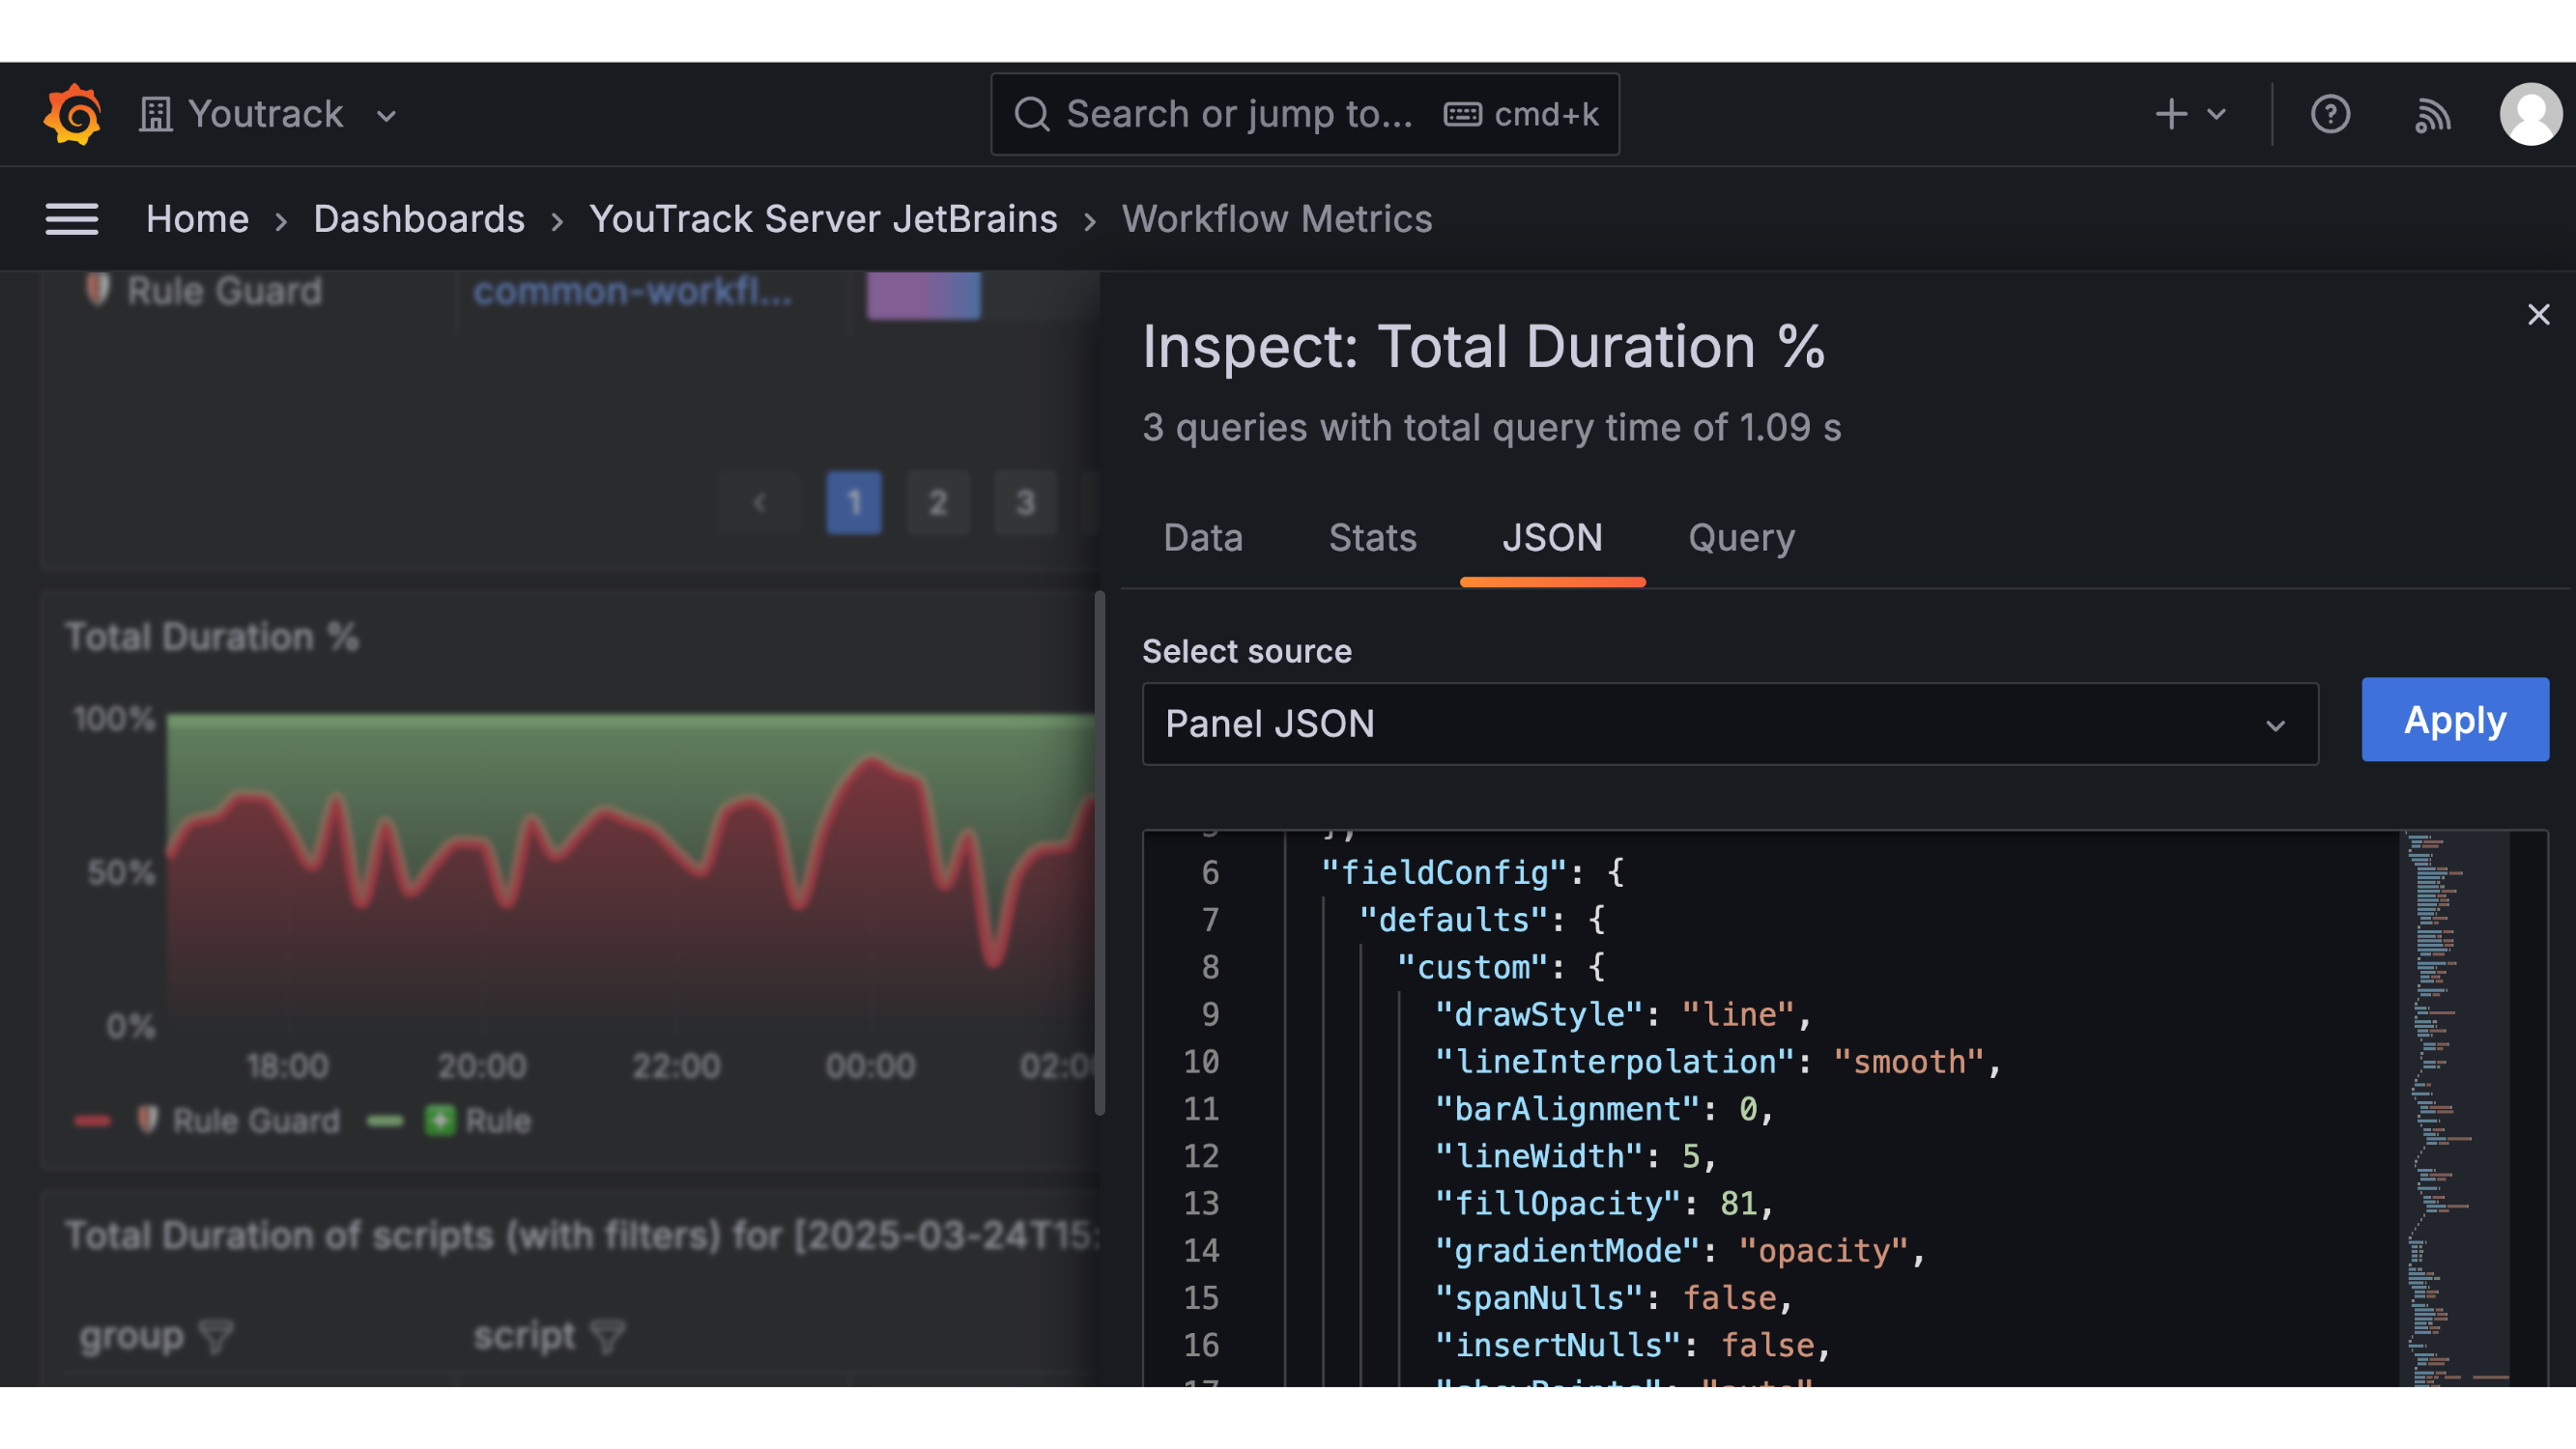 Youtrack
Search or jump to... cmd+k
Home › Dashboards › YouTrack Server JetBrains › Workflow Metrics
Rule Guard common-workfl...
1 2 3
Total Duration %
100%
50%
0%
18:00 20:00 22:00 00:00 02:00
Rule Guard Rule
Total Duration of scripts (with filters) for [2025-03-24T15:
group script
Inspect: Total Duration %
3 queries with total query time of 1.09 s
Data Stats JSON Query
Select source
Panel JSON
Apply
5 },
6 "fieldConfig": {
7 "defaults": {
8 "custom": {
9 "drawStyle": "line",
10 "lineInterpolation": "smooth",
11 "barAlignment": 0,
12 "lineWidth": 5,
13 "fillOpacity": 81,
14 "gradientMode": "opacity",
15 "spanNulls": false,
16 "insertNulls": false,
17 "showPoints": "auto"